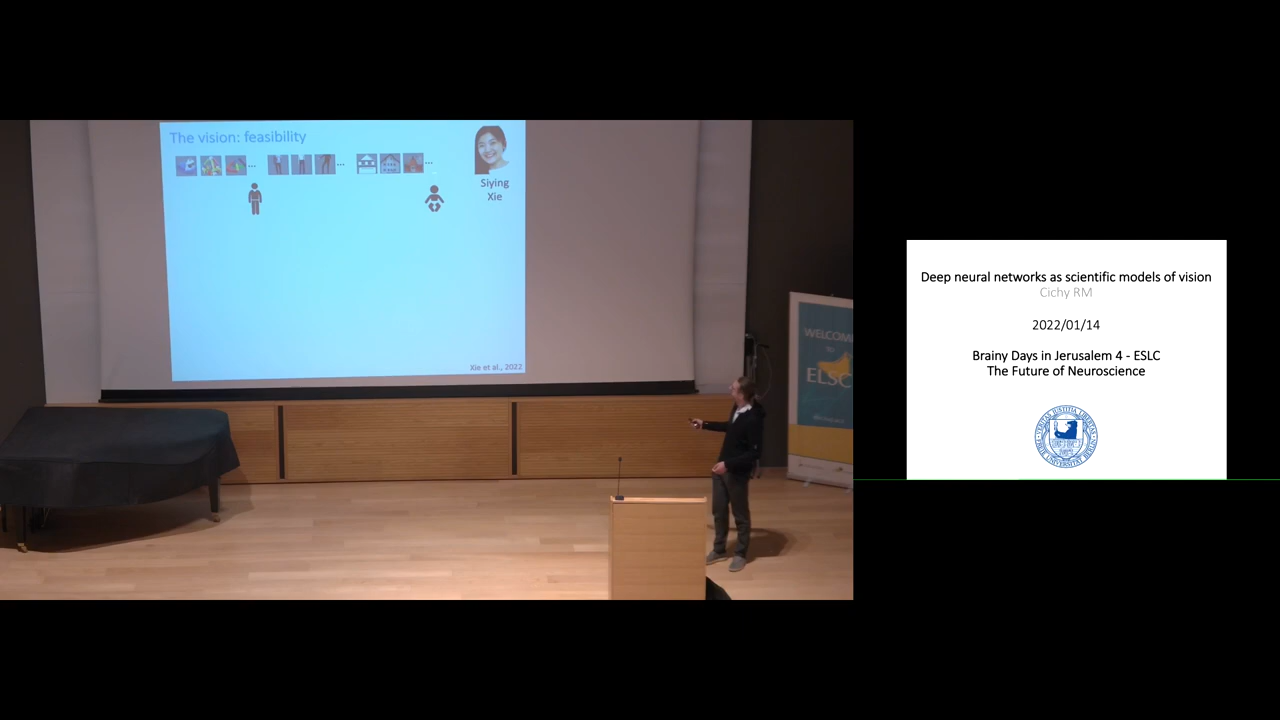 The vision: feasibility
...
...
...
Siying
Xie
Xie et al., 2022
WELCOME
TO
ELSC
Deep neural networks as scientific models of vision
Cichy RM
2022/01/14
Brainy Days in Jerusalem 4 - ESLC
The Future of Neuroscience